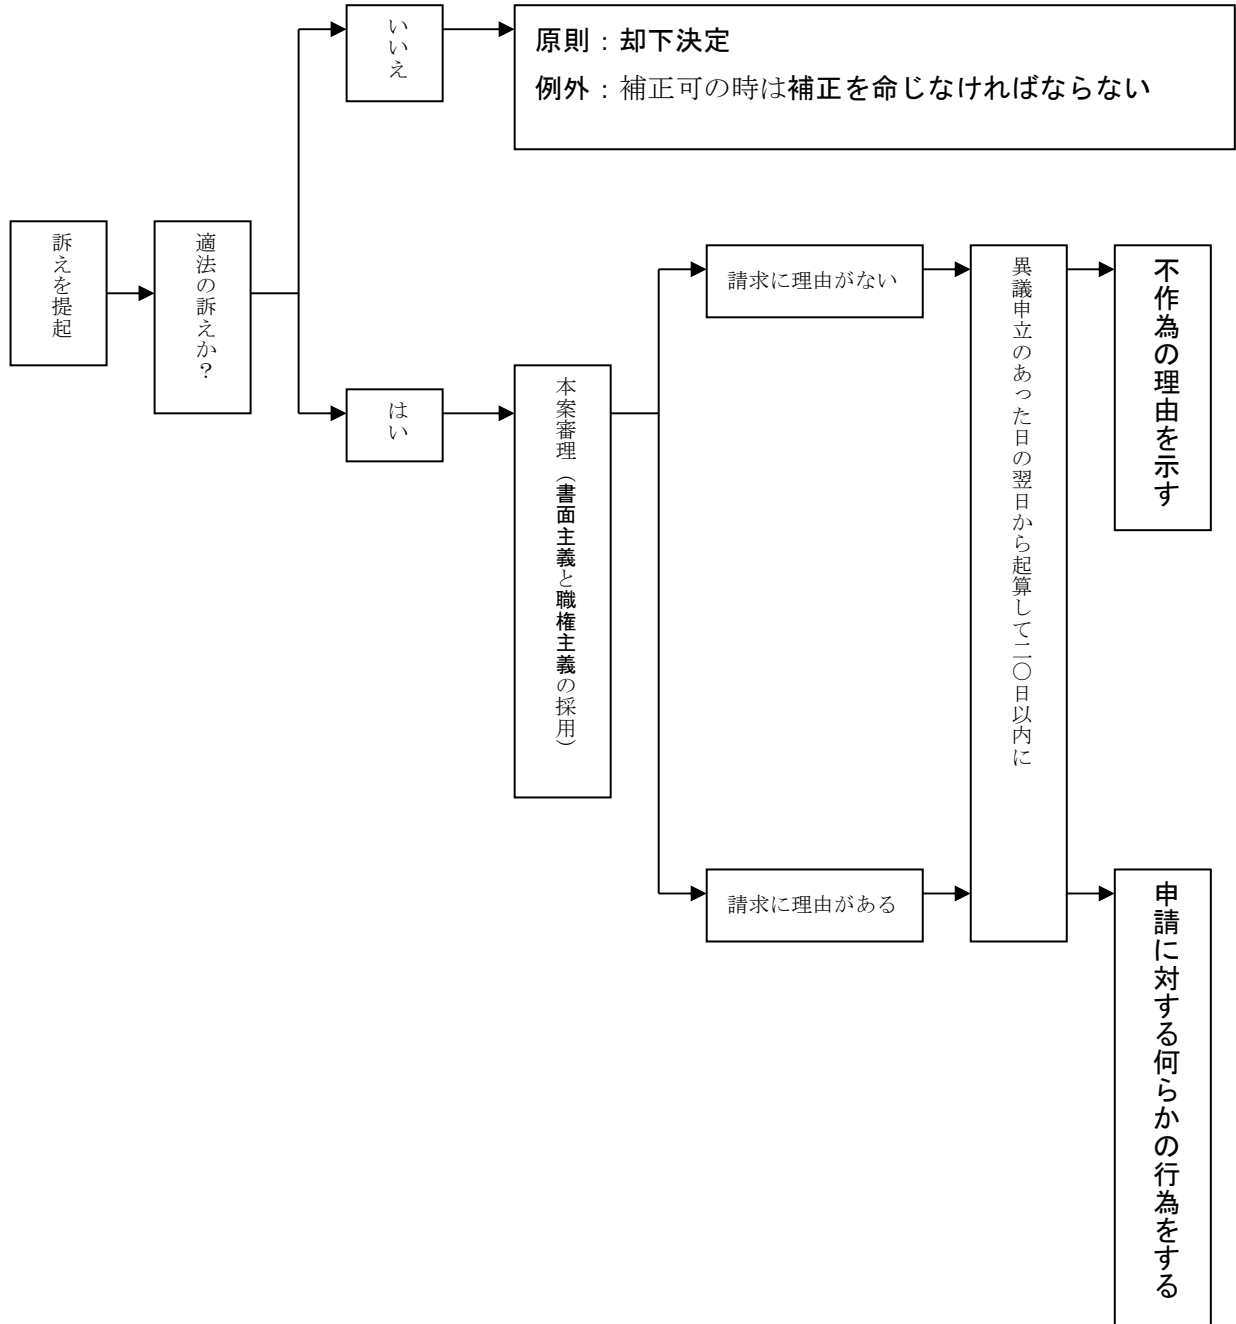 いいえ
原則：却下決定
例外：補正可の時は補正を命じなければならない
訴えを提起
適法の訴えか？
はい
本案審理（書面主義と職権主義の採用）
請求に理由がない
請求に理由がある
異議申立のあった日の翌日から起算して二〇日以内に
不作為の理由を示す
申請に対する何らかの行為をする